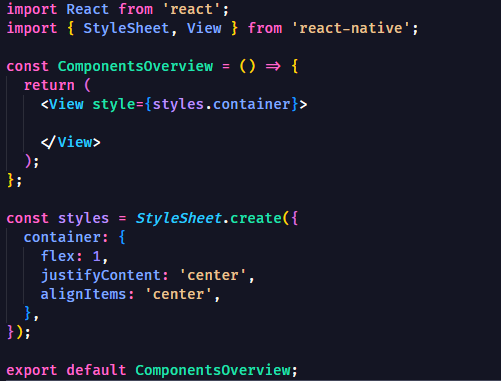 import React from 'react';
import { StyleSheet, View } from 'react-native';
const ComponentsOverview = () => {
return (
<View style={styles.container}>
</View>
);
};
const styles = StyleSheet.create({
container: {
flex: 1,
justifyContent: 'center',
alignItems: 'center',
},
});
export default ComponentsOverview;